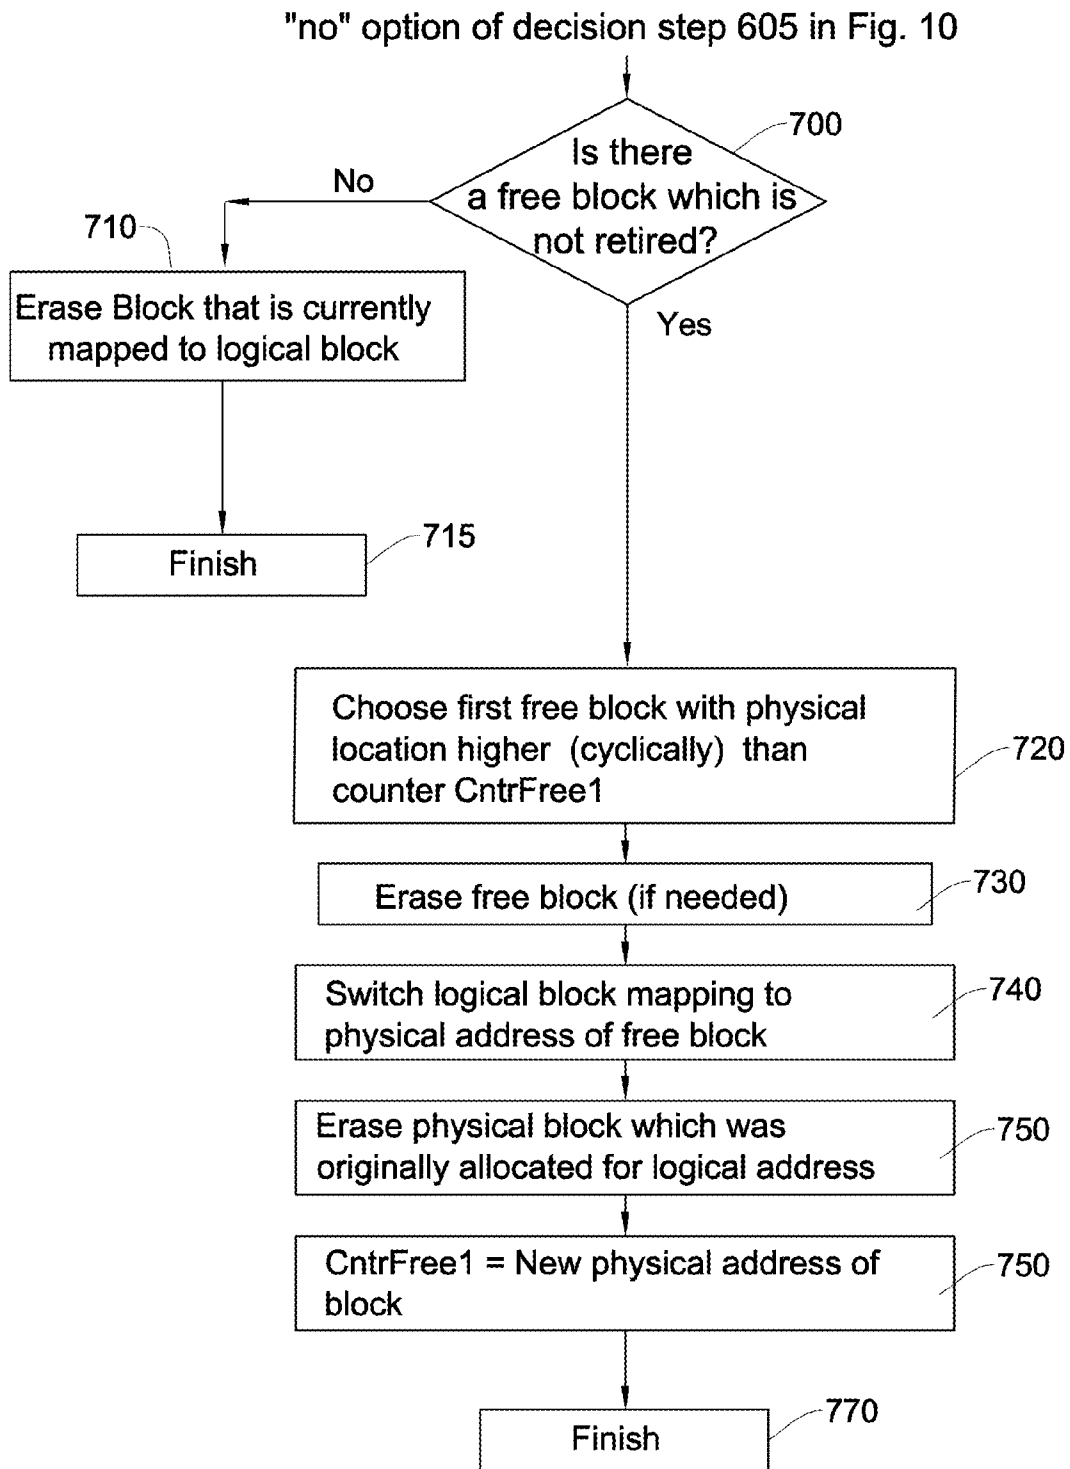 "no" option of decision step 605 in Fig. 10
700
Is there
a free block which is
not retired?
No
Yes
710
Erase Block that is currently
mapped to logical block
715
Finish
Choose first free block with physical
location higher (cyclically) than
counter CntrFree1
720
Erase free block (if needed)
730
Switch logical block mapping to
physical address of free block
740
Erase physical block which was
originally allocated for logical address
750
CntrFree1 = New physical address of
block
750
Finish
770